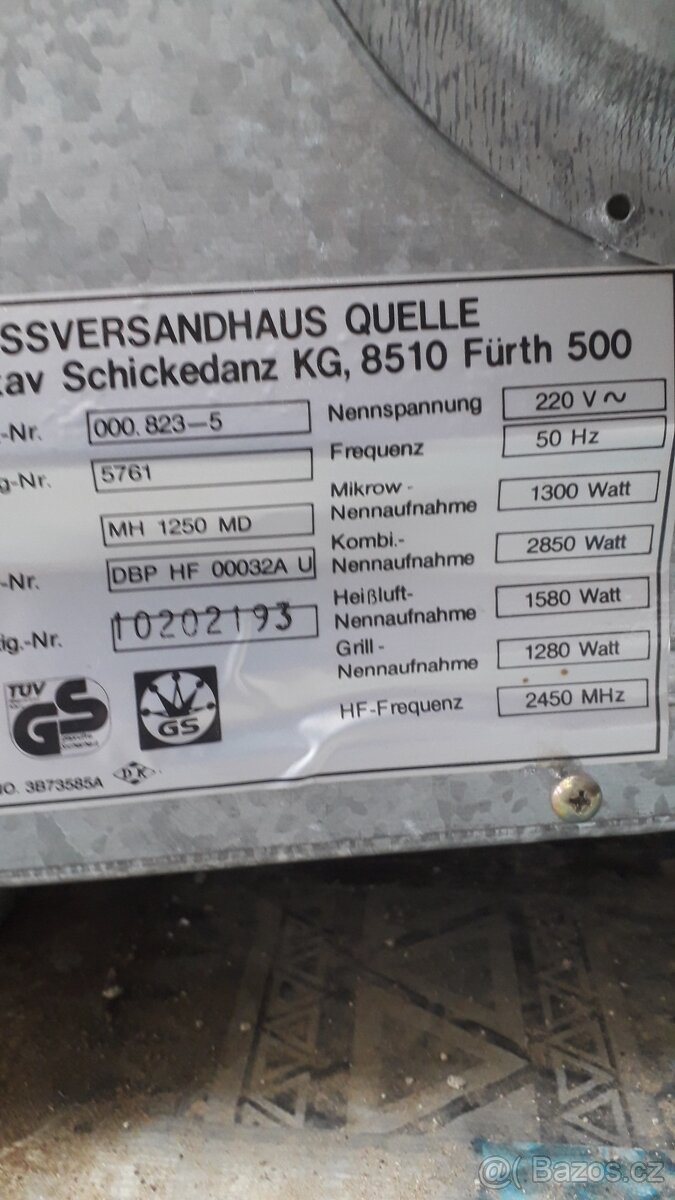 SSVERSANDHAUS QUELLE
av Schickedanz KG, 8510 Fürth 500
-Nr. 000.823-5
g-Nr. 5761
MH 1250 MD
-Nr. DBP HF 00032A U
ig.-Nr. 10202193
Nennspannung 220 V ~
Frequenz 50 Hz
Mikrow-
Nennaufnahme 1300 Watt
Kombi.-
Nennaufnahme 2850 Watt
Heißluft-
Nennaufnahme 1580 Watt
Grill-
Nennaufnahme 1280 Watt
HF-Frequenz 2450 MHz
TÜV
GS
GS
NO. 3B73585A
DK
@( Bazos.cz